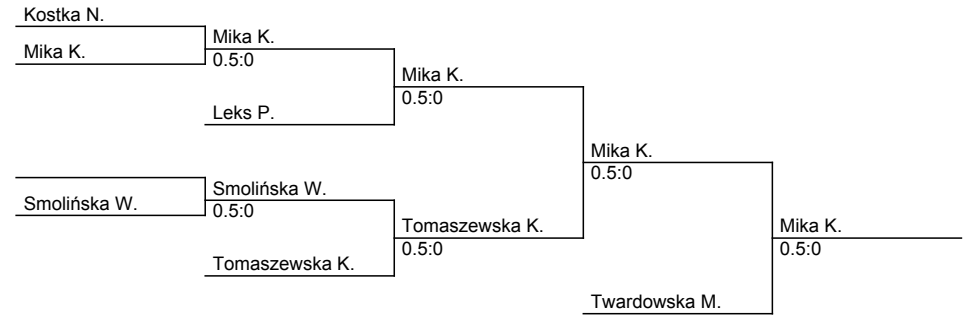 Kostka N.
Mika K.
Mika K.
0.5:0
Mika K.
0.5:0
Leks P.
Mika K.
0.5:0
Smolińska W.
Smolińska W.
0.5:0
Tomaszewska K.
0.5:0
Mika K.
0.5:0
Tomaszewska K.
Twardowska M.